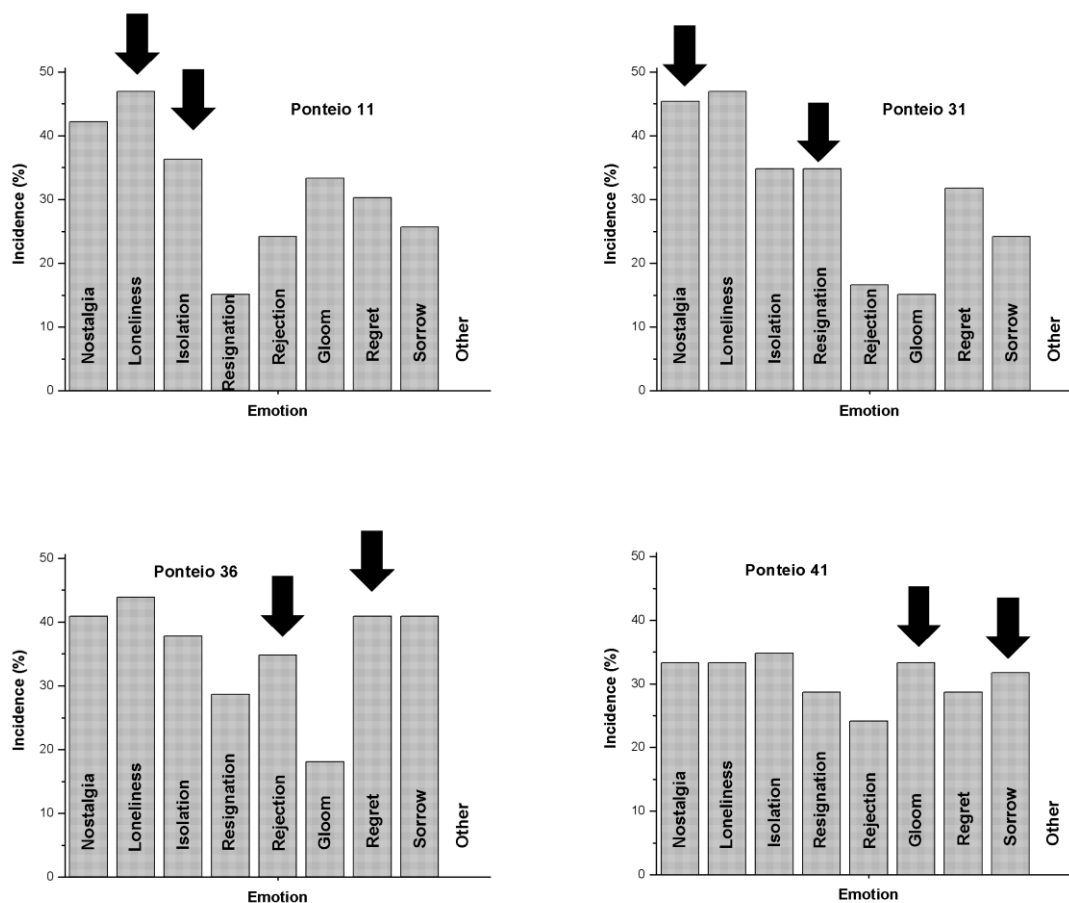 Ponteio 11
Incidence (%)
50
40
30
20
10
0
Nostalgia
Loneliness
Isolation
Resignation
Rejection
Gloom
Regret
Sorrow
Other
Emotion
Ponteio 31
Incidence (%)
50
40
30
20
10
0
Nostalgia
Loneliness
Isolation
Resignation
Rejection
Gloom
Regret
Sorrow
Other
Emotion
Ponteio 36
Incidence (%)
50
40
30
20
10
0
Nostalgia
Loneliness
Isolation
Resignation
Rejection
Gloom
Regret
Sorrow
Other
Emotion
Ponteio 41
Incidence (%)
50
40
30
20
10
0
Nostalgia
Loneliness
Isolation
Resignation
Rejection
Gloom
Regret
Sorrow
Other
Emotion